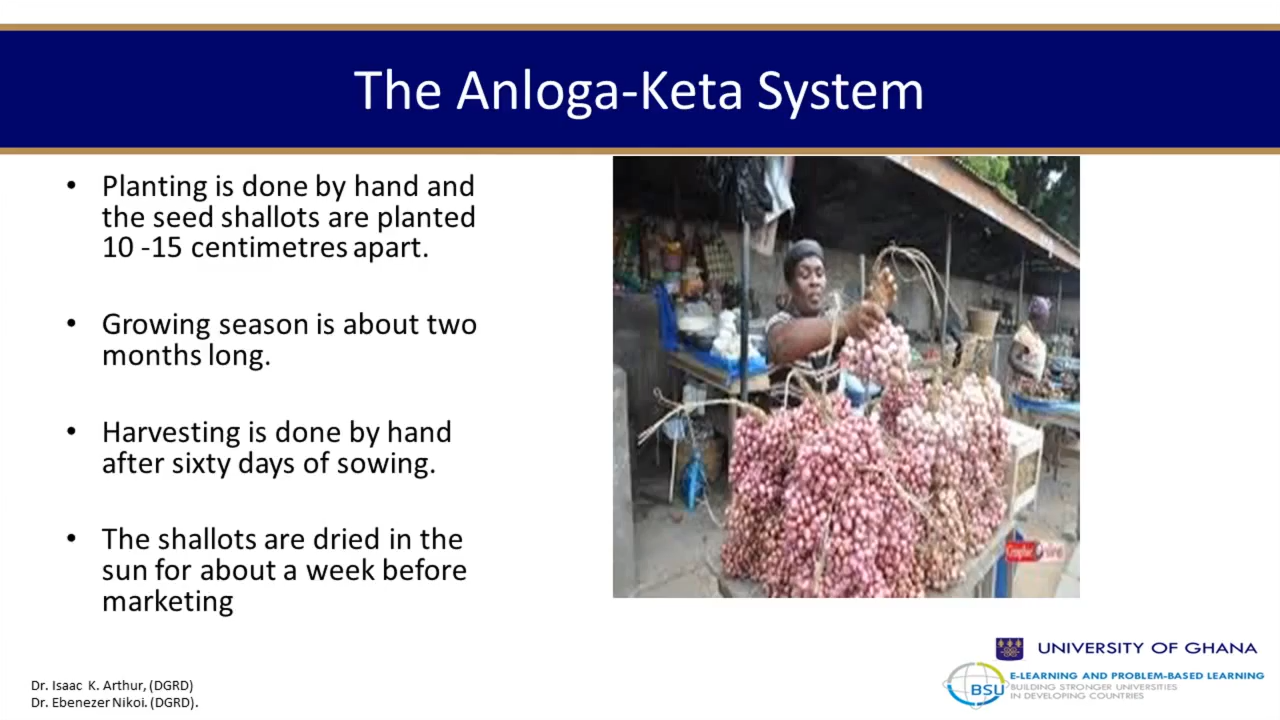 The Anloga-Keta System
• Planting is done by hand and
the seed shallots are planted
10 -15 centimetres apart.
• Growing season is about two
months long.
• Harvesting is done by hand
after sixty days of sowing.
• The shallots are dried in the
sun for about a week before
marketing
Graphic
UNIVERSITY OF GHANA
BSU
E-LEARNING AND PROBLEM-BASED LEARNING
BUILDING STRONGER UNIVERSITIES
IN DEVELOPING COUNTRIES
Dr. Isaac K. Arthur, (DGRD)
Dr. Ebenezer Nikoi. (DGRD).